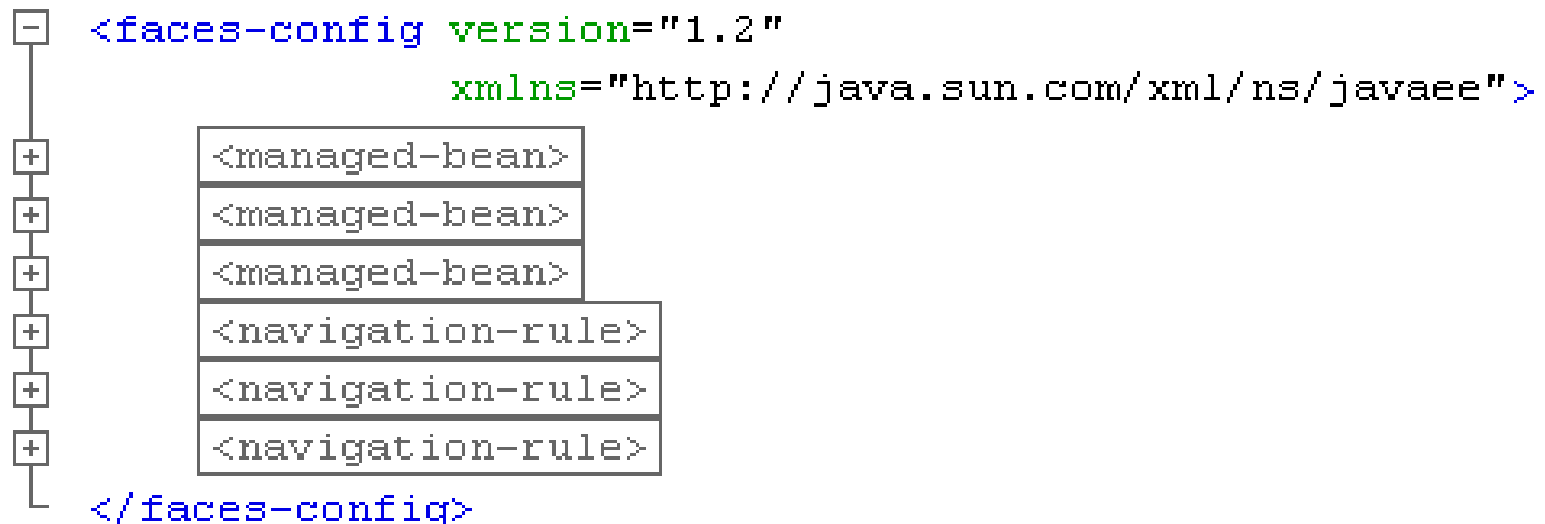 <faces-config version="1.2"
xmlns="http://java.sun.com/xml/ns/javaee">
<managed-bean>
<managed-bean>
<managed-bean>
<navigation-rule>
<navigation-rule>
<navigation-rule>
</faces-config>